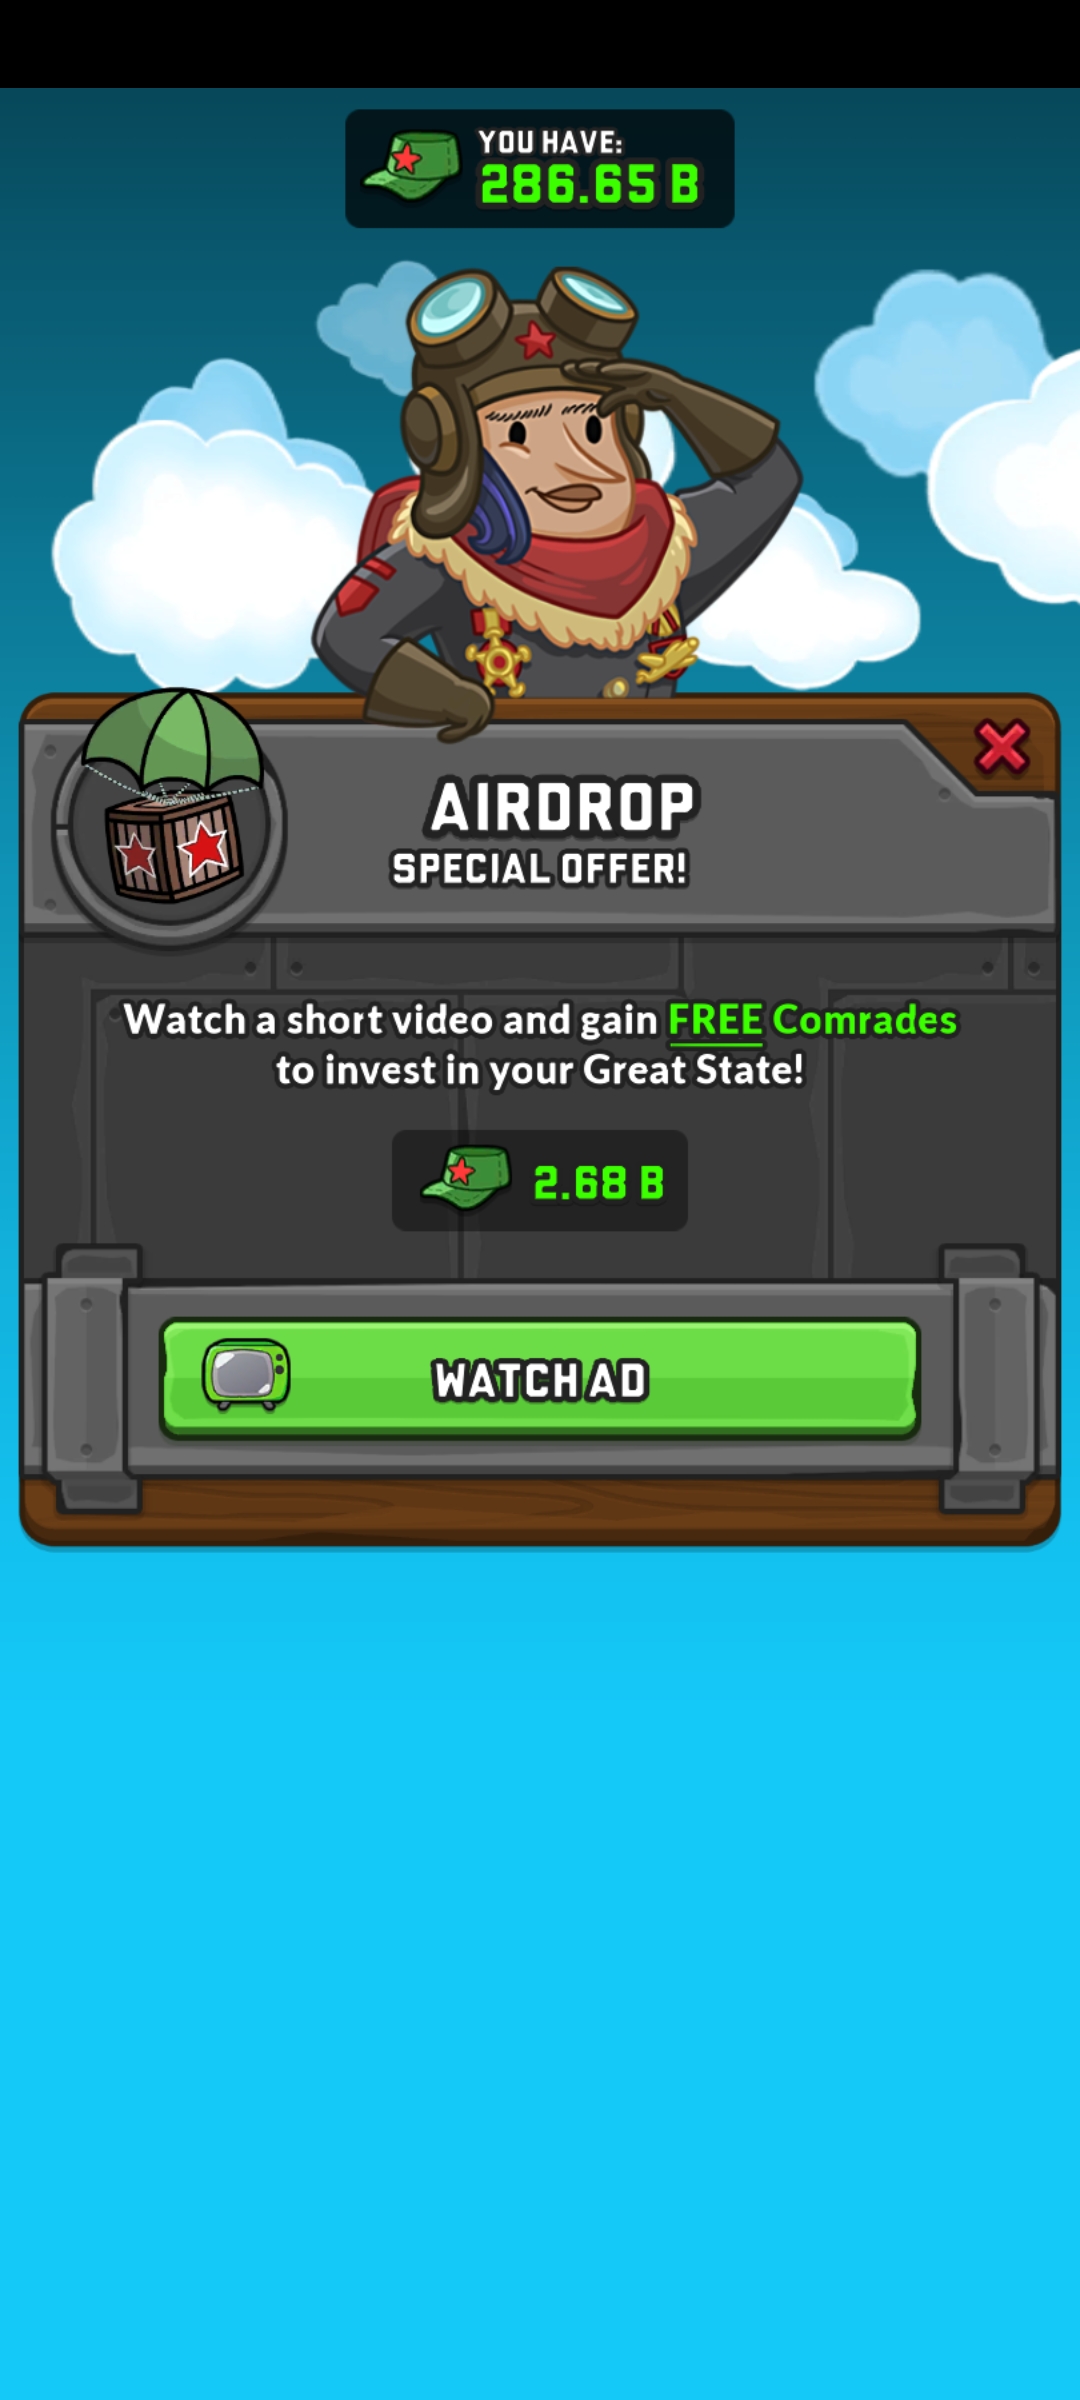 YOU HAVE:
286.65 B
AIRDROP
SPECIAL OFFER!
Watch a short video and gain FREE Comrades
to invest in your Great State!
2.68 B
WATCH AD